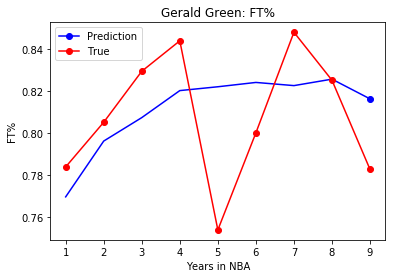 Gerald Green: FT%
Prediction
True
FT%
0.84
0.82
0.80
0.78
0.76
1 2 3 4 5 6 7 8 9
Years in NBA